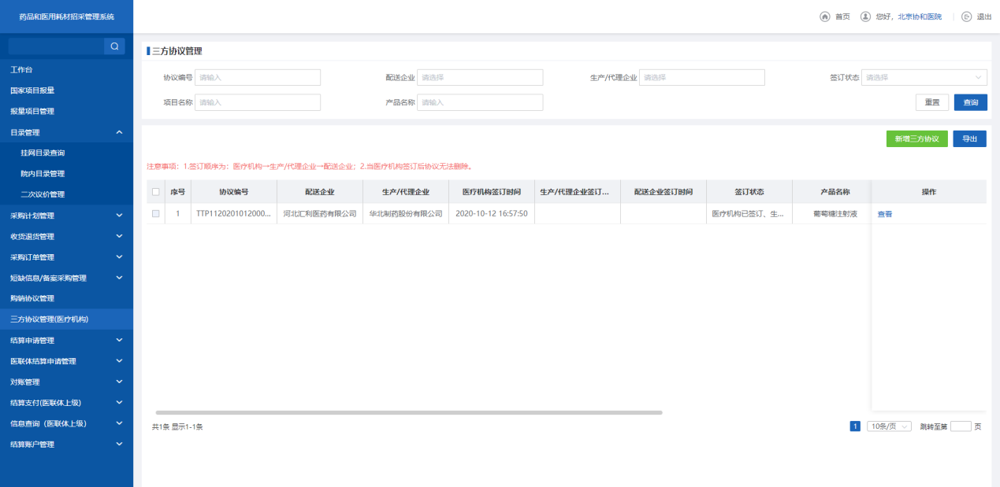 药品和医用耗材招采管理系统
首页 您好，北京协和医院 退出
工作台
国家项目报量
报量项目管理
目录管理
挂网目录查询
院内目录管理
二次议价管理
采购计划管理
收货退货管理
采购订单管理
短缺信息/备案采购管理
购销协议管理
三方协议管理(医疗机构)
结算申请管理
医联体结算申请管理
对账管理
结算支付(医联体上级)
信息查询（医联体上级）
结算账户管理
三方协议管理
协议编号 请输入 配送企业 请选择 生产/代理企业 请选择 签订状态 请选择
项目名称 请输入 产品名称 请输入 重置 查询
新增三方协议 导出
注意事项：1.签订顺序为：医疗机构→生产/代理企业→配送企业；2.当医疗机构签订后协议无法删除。
序号 协议编号 配送企业 生产/代理企业 医疗机构签订时间 生产/代理企业签订... 配送企业签订时间 签订状态 产品名称 操作
1 TTP1120201012000... 河北汇利医药有限公司 华北制药股份有限公司 2020-10-12 16:57:50 医疗机构已签订、生... 葡萄糖注射液 查看
共1条 显示1-1条 1 10条/页 跳转至第 页